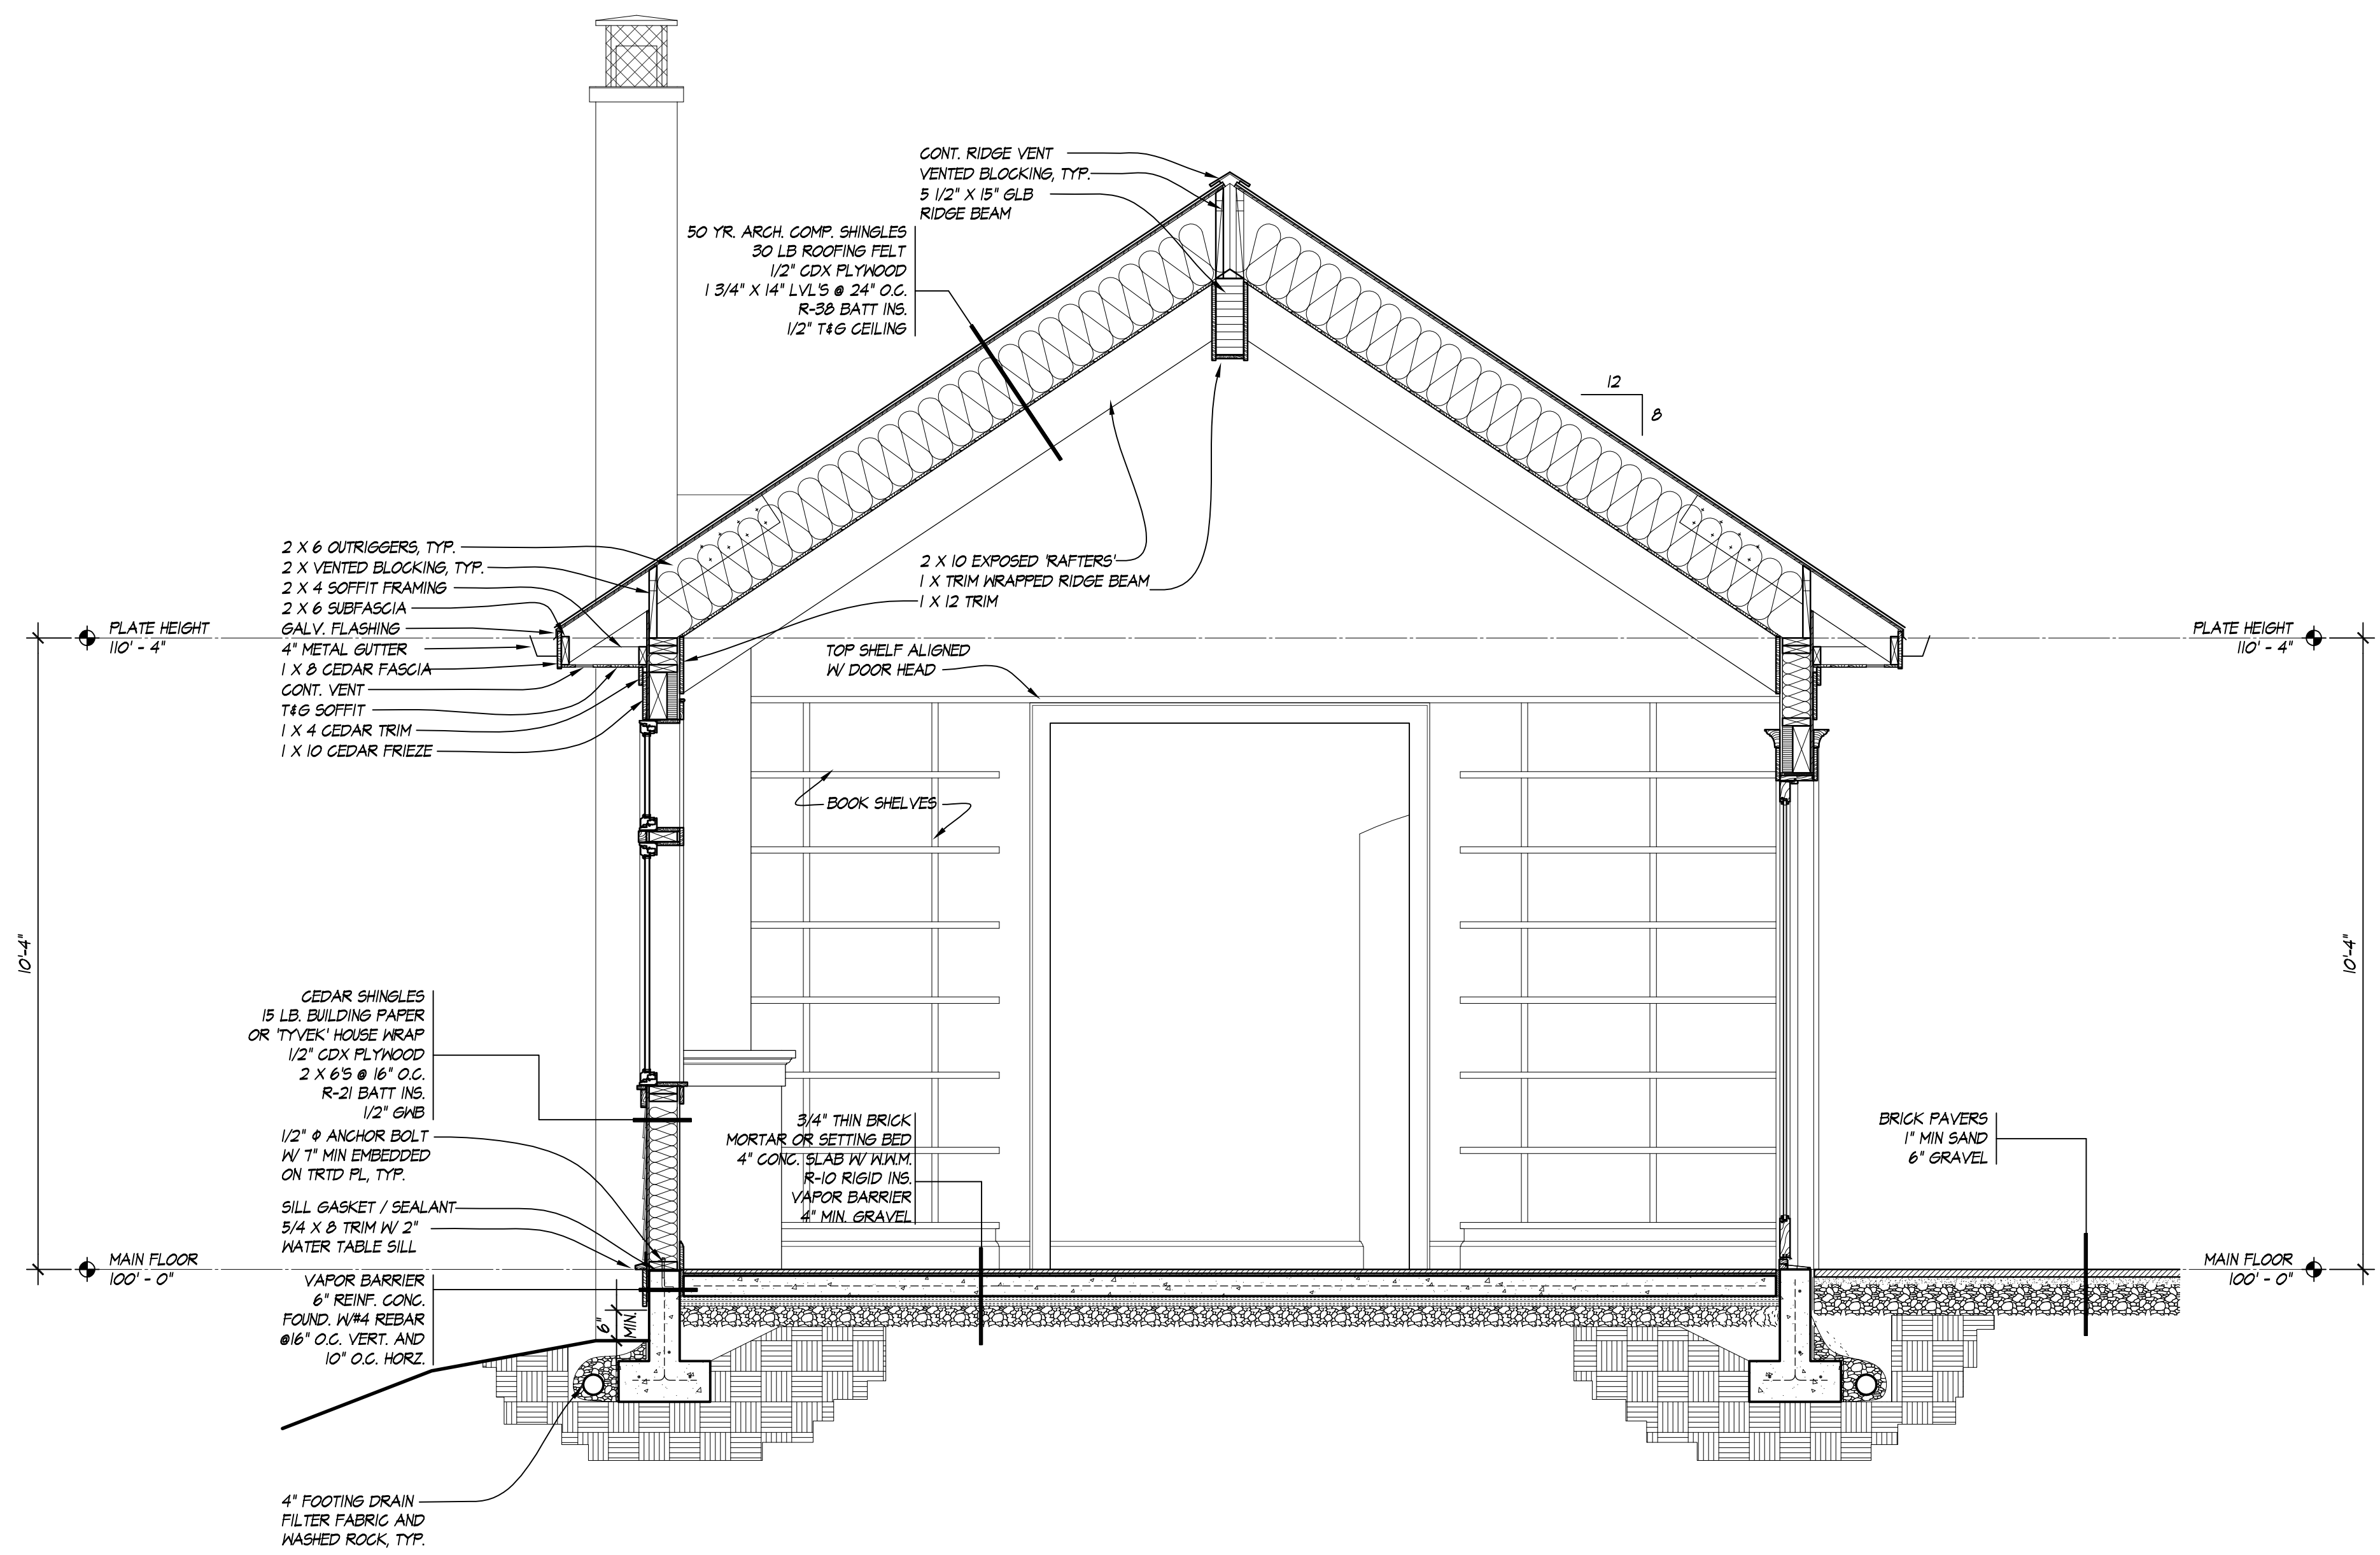 CONT. RIDGE VENT
VENTED BLOCKING, TYP.
5 1/2" X 15" GLB
RIDGE BEAM
50 YR. ARCH. COMP. SHINGLES
30 LB ROOFING FELT
1/2" CDX PLYWOOD
1 3/4" X 14" LVL'S @ 24" O.C.
R-38 BATT INS.
1/2" T&G CEILING
12
8
2 X 6 OUTRIGGERS, TYP.
2 X VENTED BLOCKING, TYP.
2 X 4 SOFFIT FRAMING
2 X 6 SUBFASCIA
GALV. FLASHING
4" METAL GUTTER
1 X 8 CEDAR FASCIA
CONT. VENT
T&G SOFFIT
1 X 4 CEDAR TRIM
1 X 10 CEDAR FRIEZE
2 X 10 EXPOSED 'RAFTERS'
1 X TRIM WRAPPED RIDGE BEAM
1 X 12 TRIM
PLATE HEIGHT
110' - 4"
PLATE HEIGHT
110' - 4"
TOP SHELF ALIGNED
W/ DOOR HEAD
BOOK SHELVES
10'-4"
10'-4"
CEDAR SHINGLES
15 LB. BUILDING PAPER
OR 'TYVEK' HOUSE WRAP
1/2" CDX PLYWOOD
2 X 6'S @ 16" O.C.
R-21 BATT INS.
1/2" GWB
1/2" Φ ANCHOR BOLT
W/ 7" MIN EMBEDDED
ON TRTD PL, TYP.
SILL GASKET / SEALANT
5/4 X 8 TRIM W/ 2"
WATER TABLE SILL
3/4" THIN BRICK
MORTAR OR SETTING BED
4" CONC. SLAB W/ W.W.M.
R-10 RIGID INS.
VAPOR BARRIER
4" MIN. GRAVEL
BRICK PAVERS
1" MIN SAND
6" GRAVEL
MAIN FLOOR
100' - 0"
MAIN FLOOR
100' - 0"
VAPOR BARRIER
6" REINF. CONC.
FOUND. W/#4 REBAR
@16" O.C. VERT. AND
10" O.C. HORZ.
6"
MIN.
4" FOOTING DRAIN
FILTER FABRIC AND
WASHED ROCK, TYP.